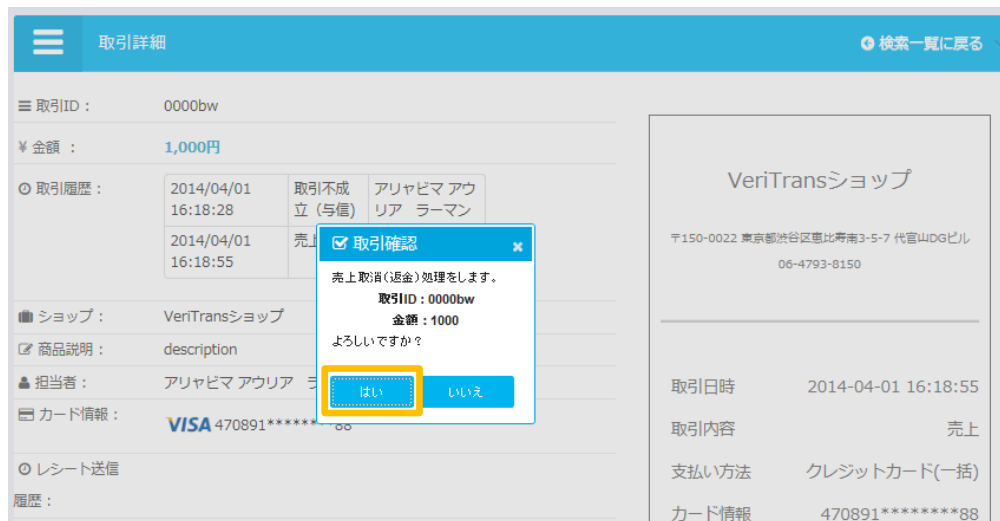 取引詳細
検索一覧に戻る
取引ID： 0000bw
¥ 金額 ： 1,000円
取引履歴：
2014/04/01 16:18:28 取引不成立（与信） アリャビマ アウリア ラーマン
2014/04/01 16:18:55 売上
取引確認 ×
売上取消(返金)処理をします。
取引ID：0000bw
金額：1000
よろしいですか？
はい いいえ
ショップ： VeriTransショップ
商品説明： description
担当者： アリャビマ アウリア
カード情報： VISA 470891********88
レシート送信
履歴：
VeriTransショップ
〒150-0022 東京都渋谷区恵比寿南3-5-7 代官山DGビル
06-4793-8150
取引日時 2014-04-01 16:18:55
取引内容 売上
支払い方法 クレジットカード(一括)
カード情報 470891********88